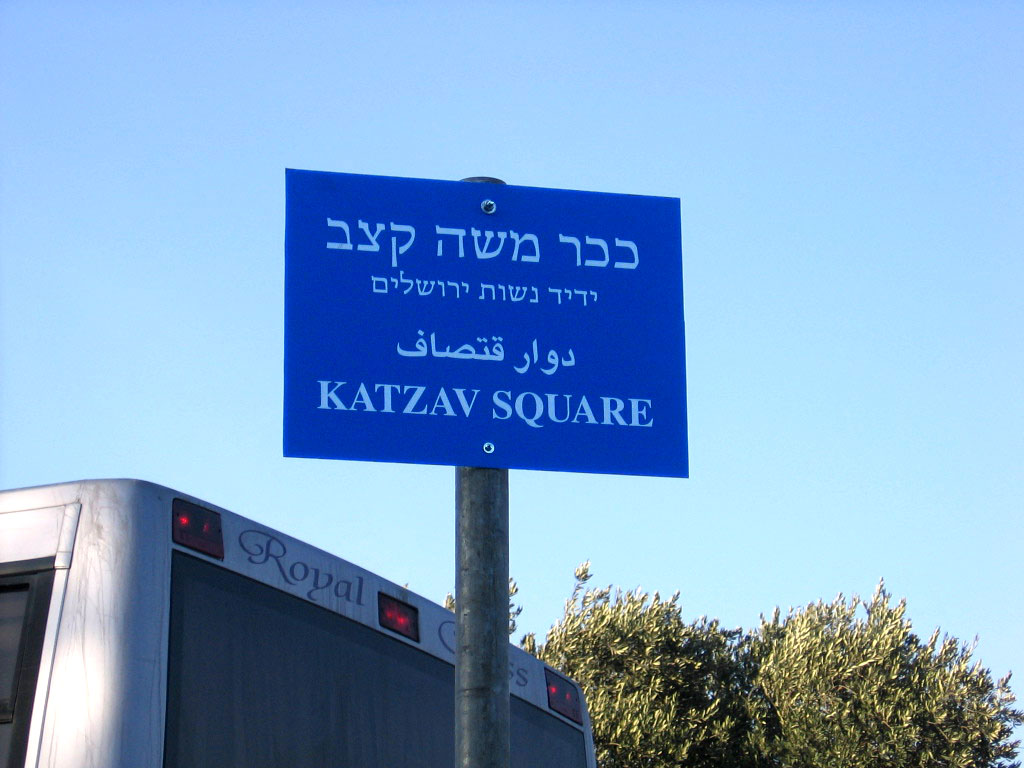 ככר משה קצב
ידיד נשות ירושלים
دوار قتصاف
KATZAV SQUARE
Royal